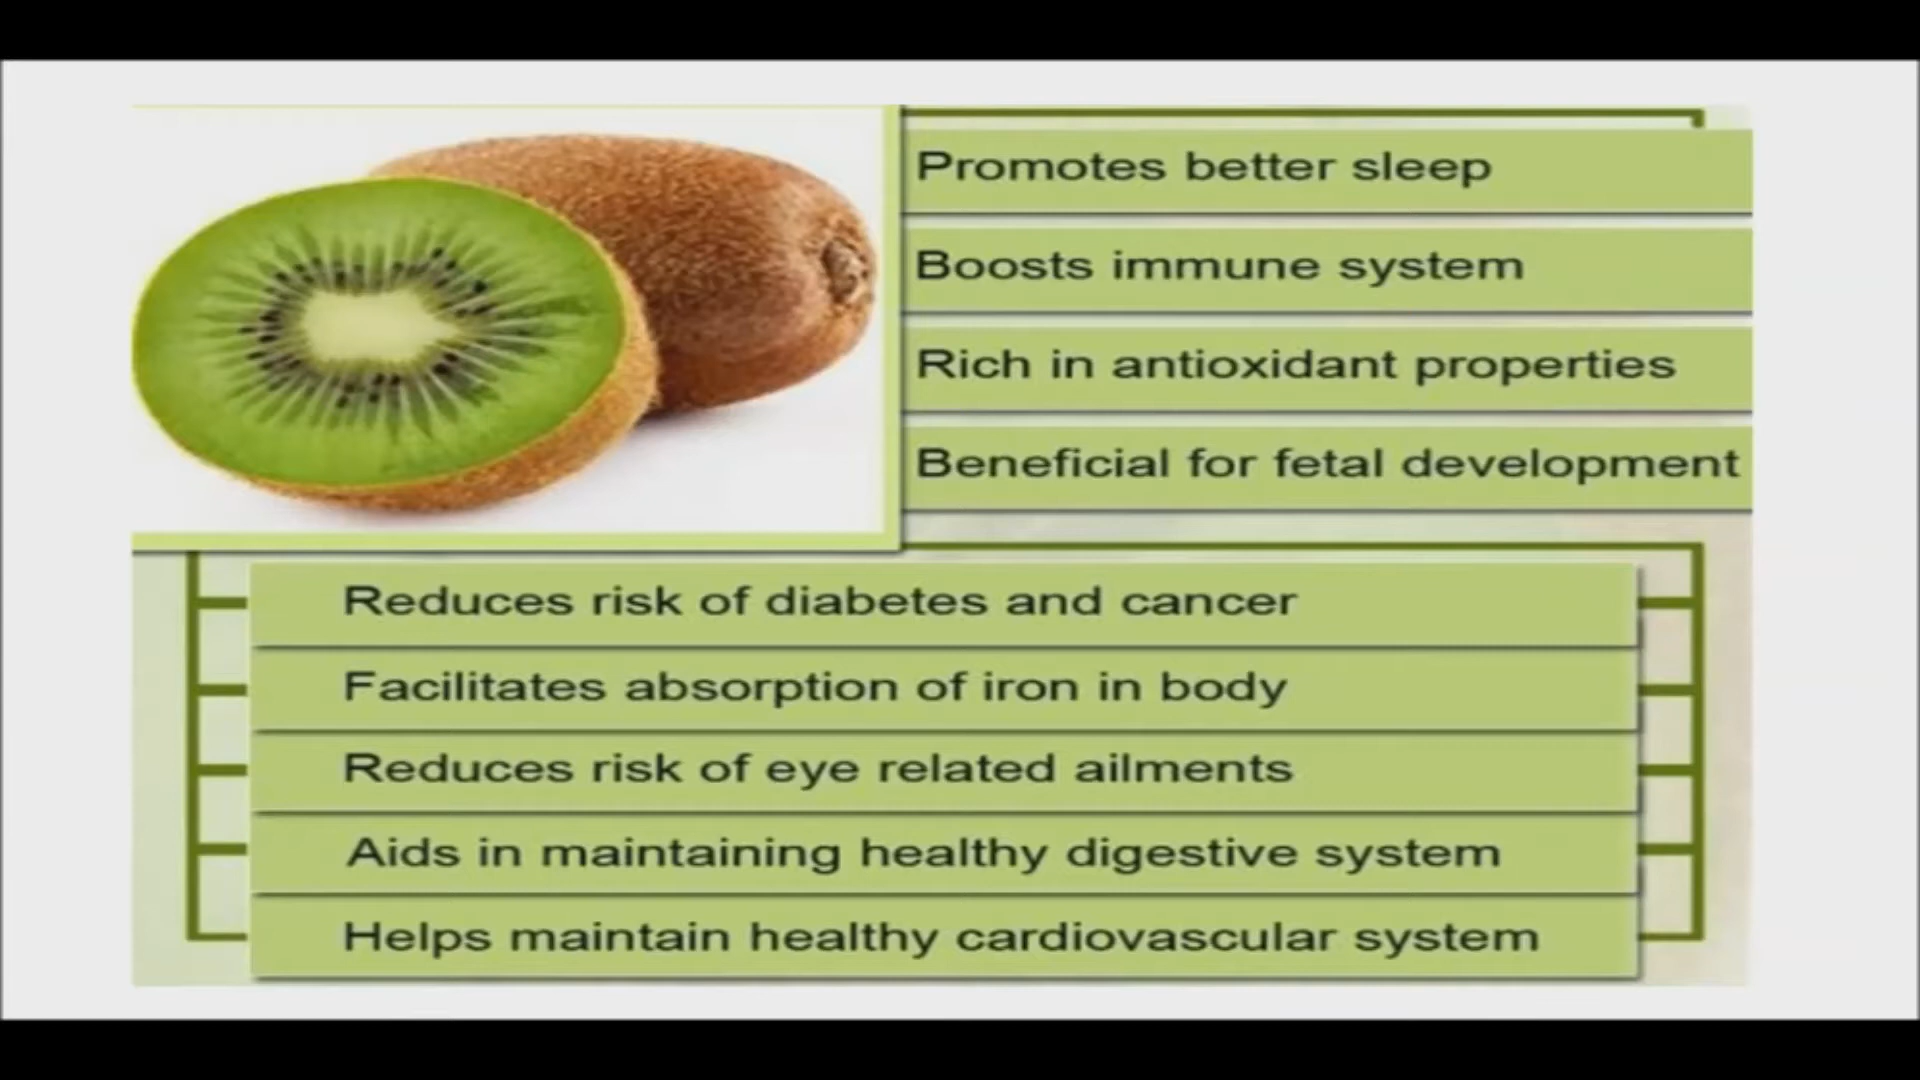 Promotes better sleep
Boosts immune system
Rich in antioxidant properties
Beneficial for fetal development
Reduces risk of diabetes and cancer
Facilitates absorption of iron in body
Reduces risk of eye related ailments
Aids in maintaining healthy digestive system
Helps maintain healthy cardiovascular system